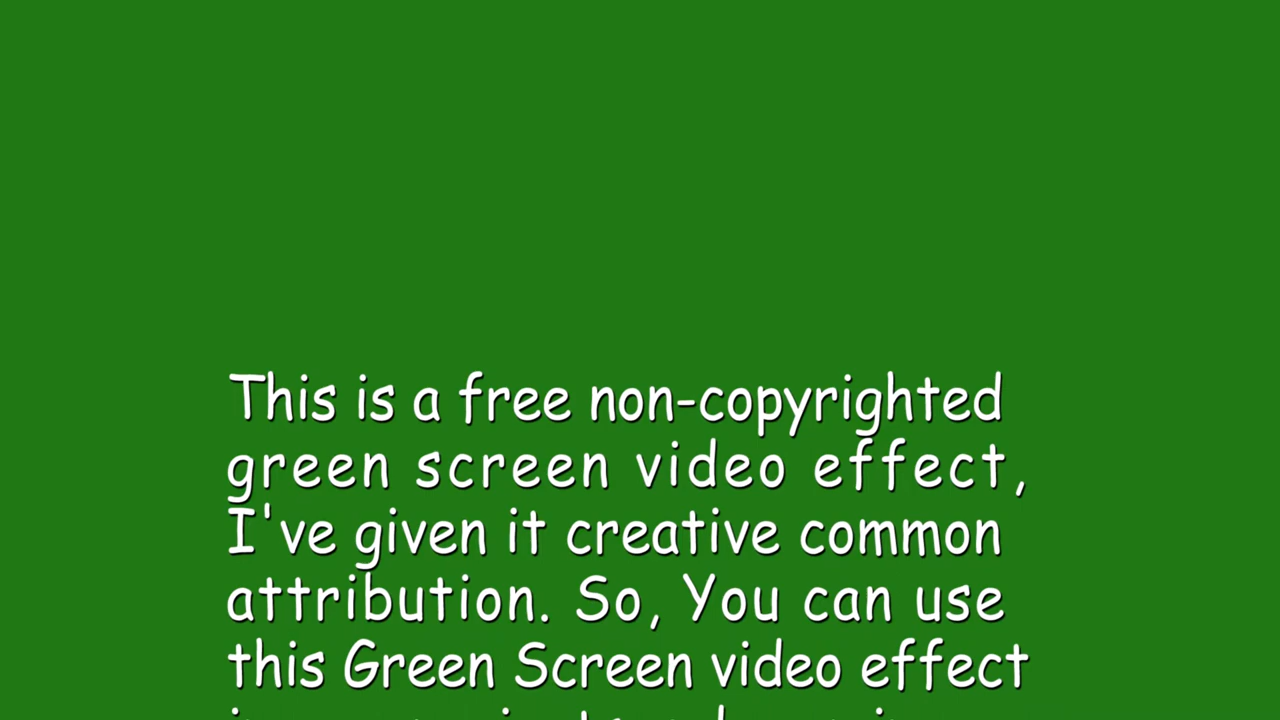 This is a free non-copyrighted
green screen video effect,
I've given it creative common
attribution. So, You can use
this Green Screen video effect